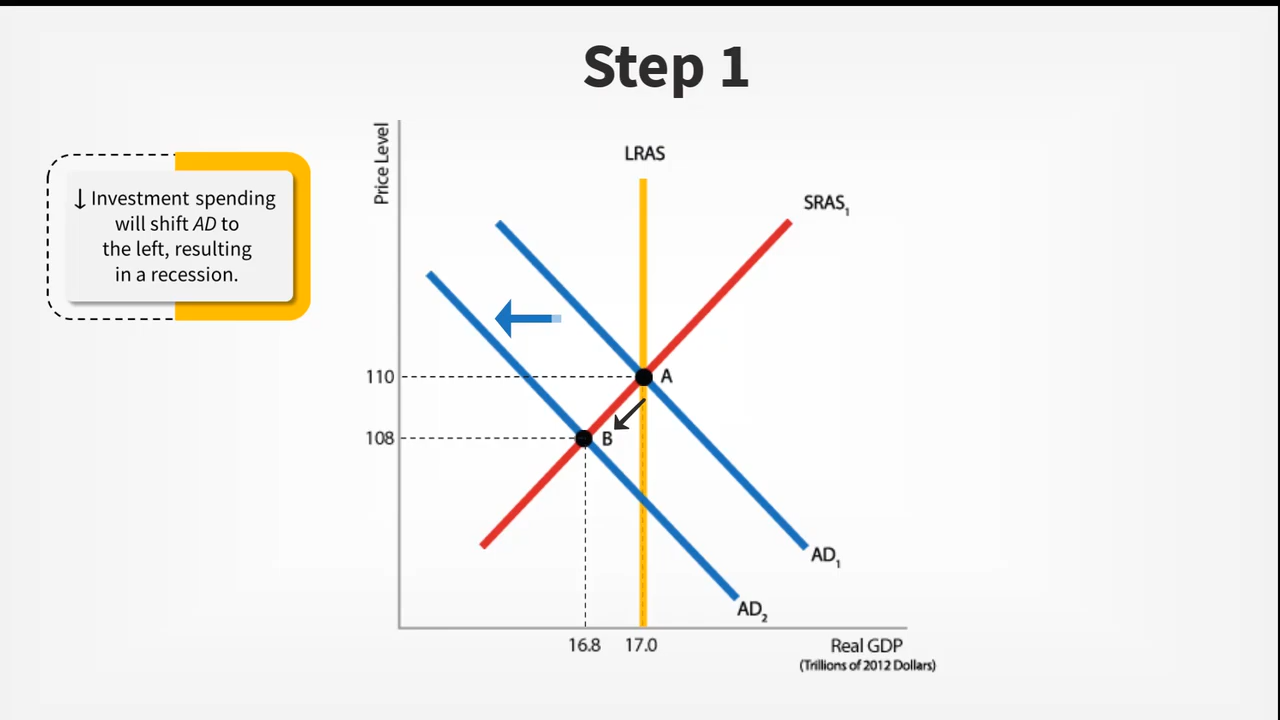 Step 1
↓ Investment spending
will shift AD to
the left, resulting
in a recession.
Price Level
LRAS
SRAS₁
110
A
108
B
AD₁
AD₂
16.8
17.0
Real GDP
(Trillions of 2012 Dollars)